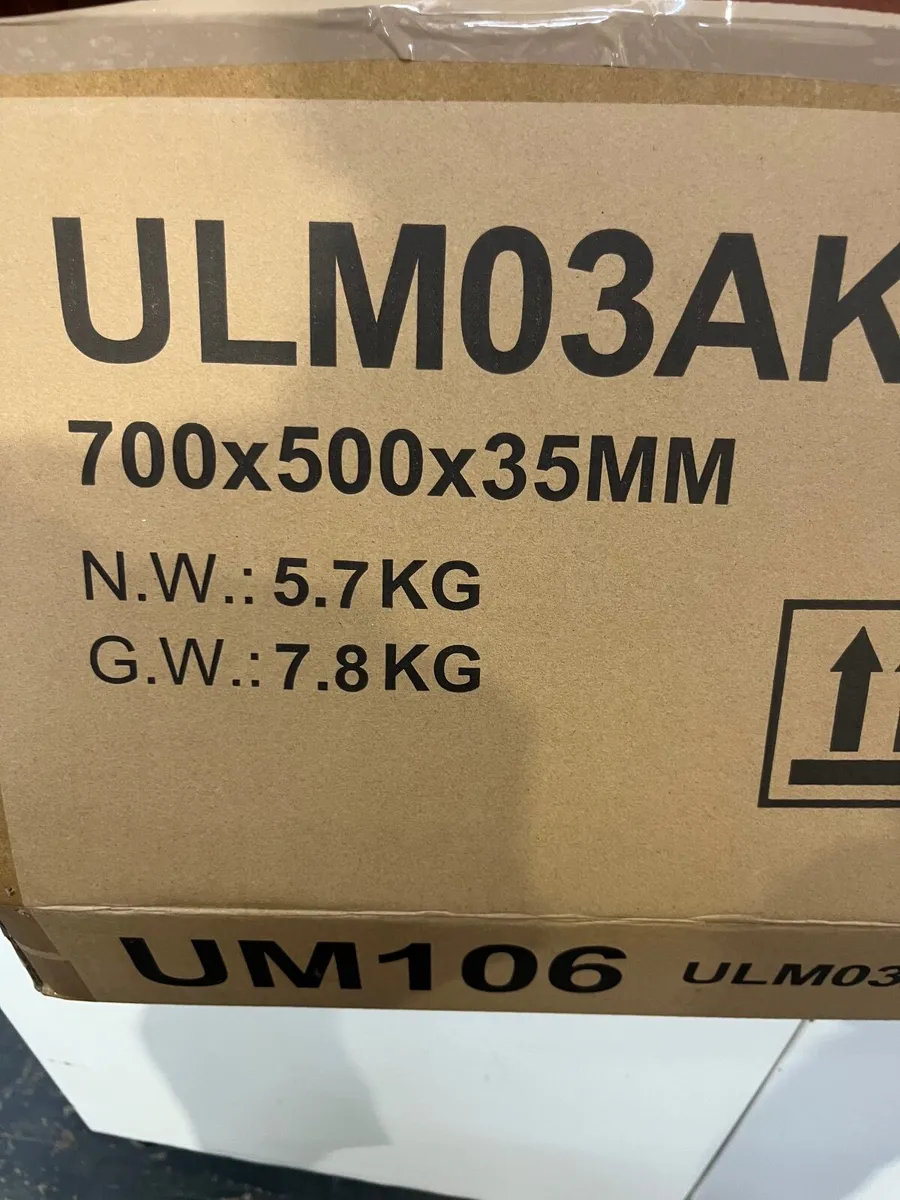 ULM03AK
700x500x35MM
N.W.: 5.7KG
G.W.: 7.8KG
UM106 ULM03